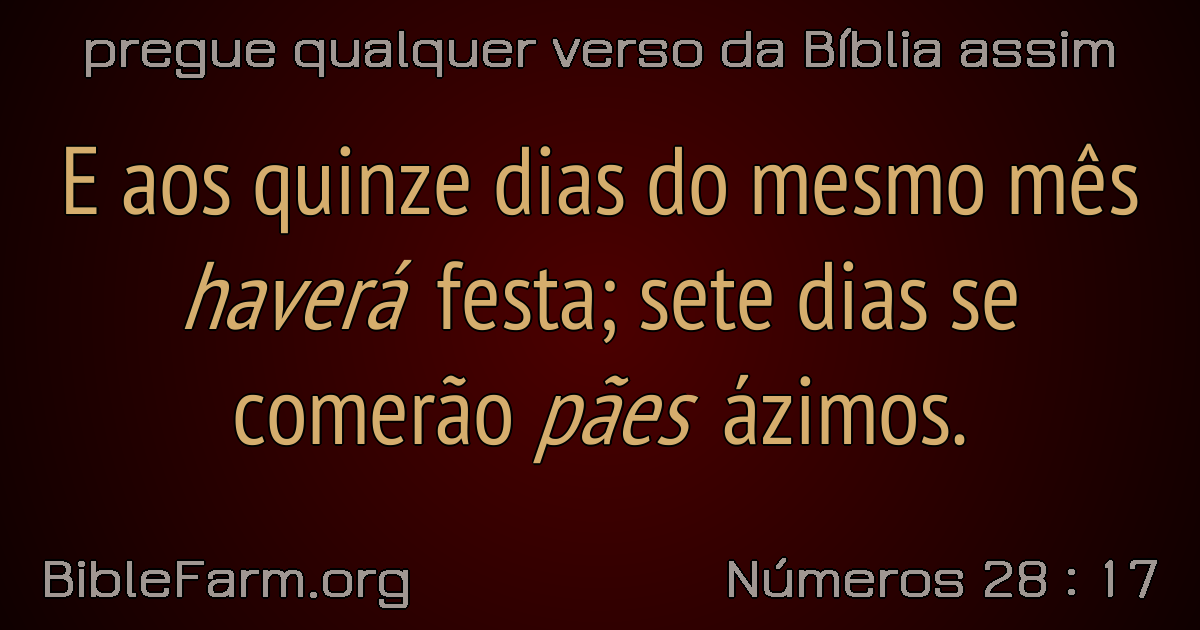 pregue qualquer verso da Bíblia assim
E aos quinze dias do mesmo mês
haverá festa; sete dias se
comerão pães ázimos.
BibleFarm.org
Números 28 : 17